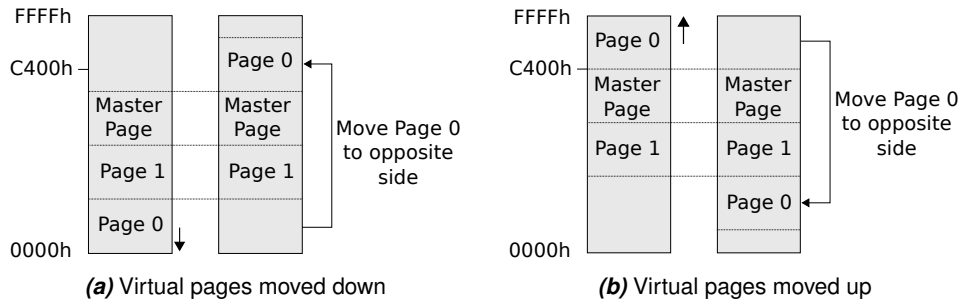 FFFFh
C400h
0000h
Master
Page
Page 1
Page 0
Page 0
Master
Page
Page 1
Move Page 0
to opposite
side
(a) Virtual pages moved down
FFFFh
C400h
0000h
Page 0
Master
Page
Page 1
Master
Page
Page 1
Page 0
Move Page 0
to opposite
side
(b) Virtual pages moved up